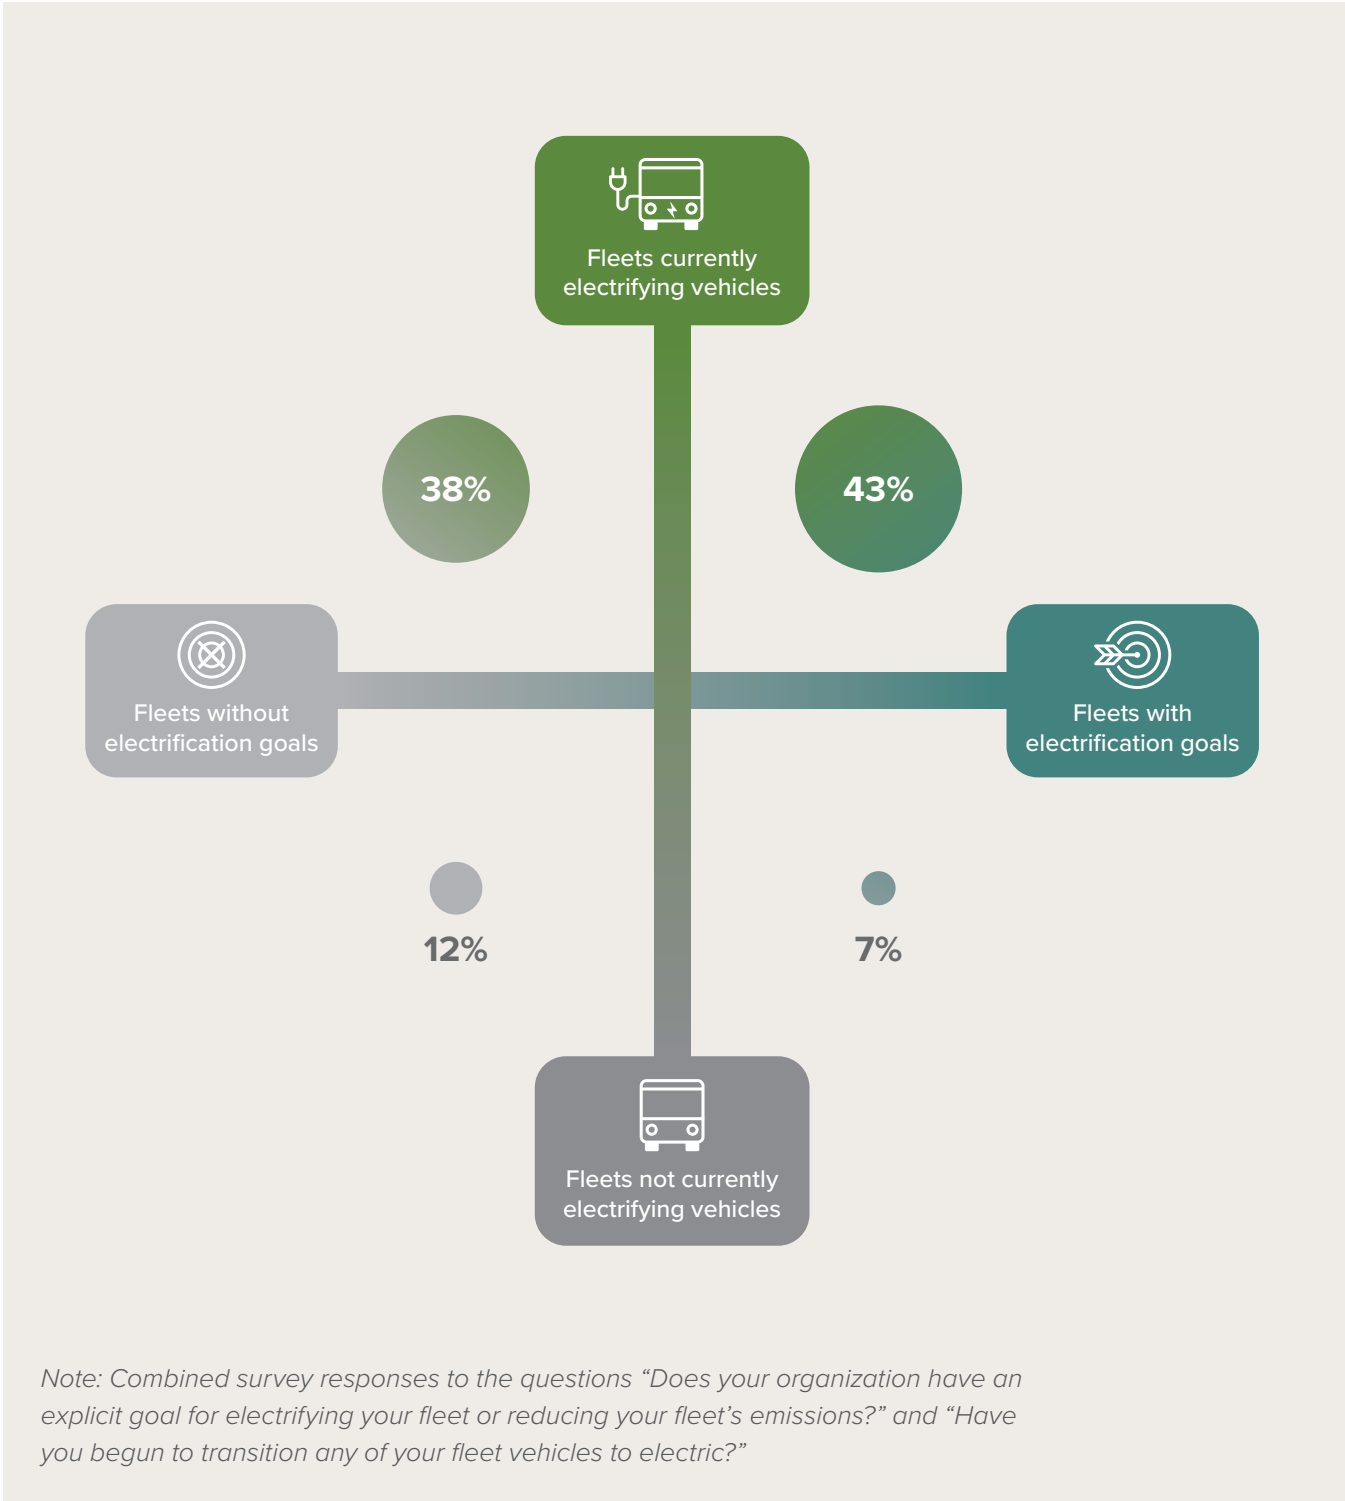 Fleets currently
electrifying vehicles
38%
43%
Fleets without
electrification goals
Fleets with
electrification goals
12%
7%
Fleets not currently
electrifying vehicles
Note: Combined survey responses to the questions “Does your organization have an
explicit goal for electrifying your fleet or reducing your fleet’s emissions?” and “Have
you begun to transition any of your fleet vehicles to electric?”